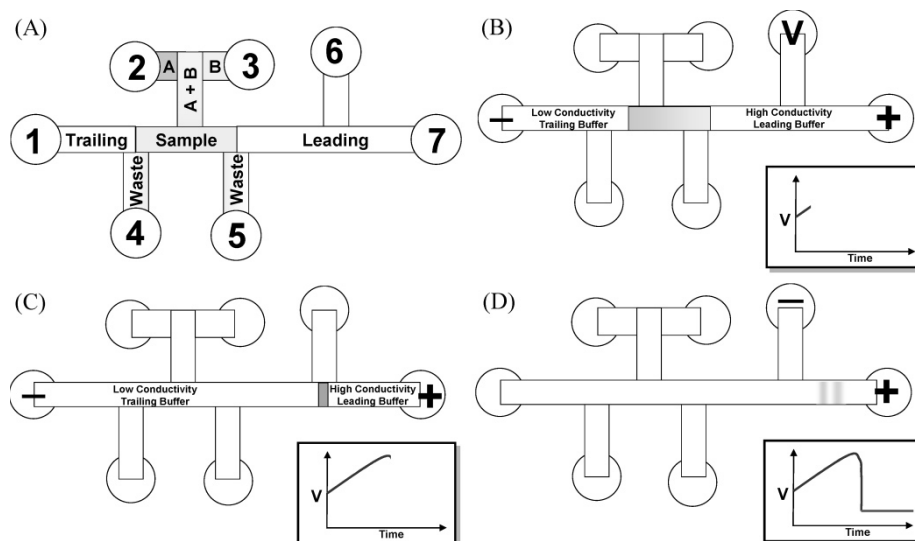 (A)
2
A
A + B
B
3
6
1
Trailing
Sample
Leading
7
Waste
Waste
4
5
(B)
V
−
Low Conductivity
Trailing Buffer
High Conductivity
Leading Buffer
+
V
Time
(C)
−
Low Conductivity
Trailing Buffer
High Conductivity
Leading Buffer
+
V
Time
(D)
−
+
V
Time